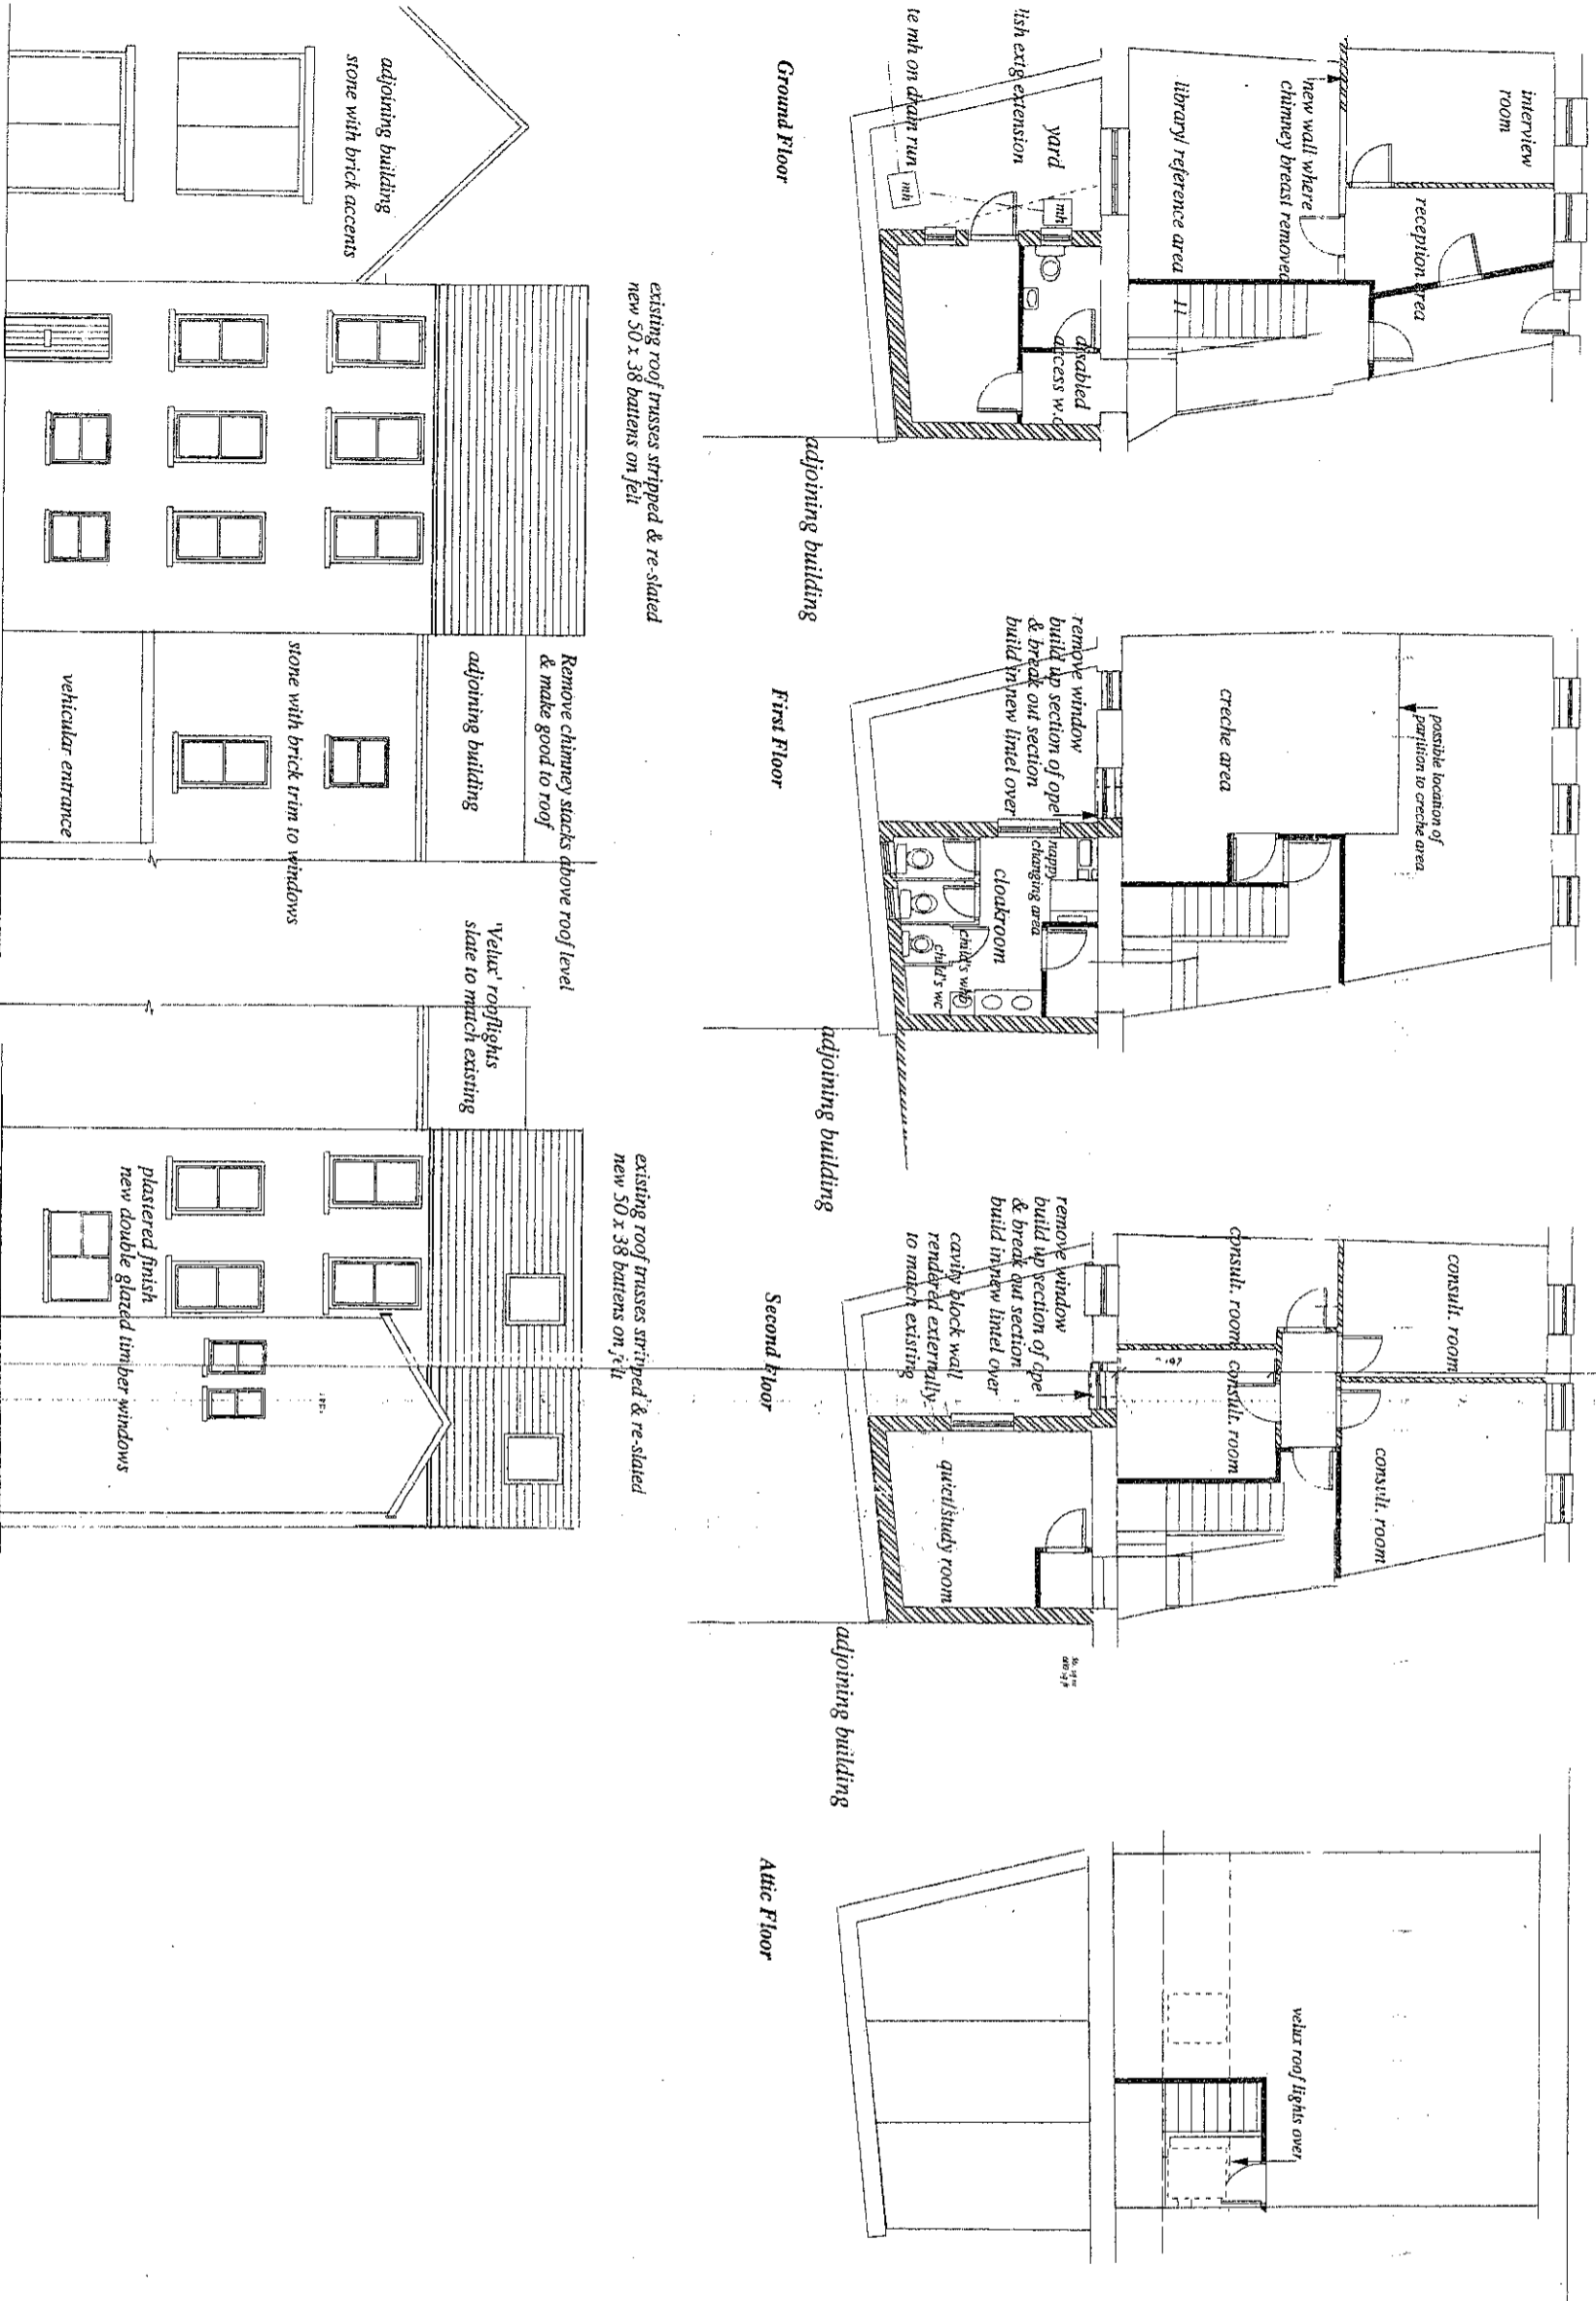 interview
room
reception area
new wall where
chimney breast removed
library/ reference area
11
lish exig extension
te mh on drain run
yard
mh
mh
disabled
access w.c
adjoining building
Ground Floor
possible location of
partition to creche area
creche area
remove window
build up section of ope
& break out section
build in new lintel over
nappy
changing area
cloakroom
child's whb
child's wc
adjoining building
First Floor
consult. room
consult. room
consult. room
consult. room
remove window
build up section of ope
& break out section
build in new lintel over
cavity block wall
rendered externally
to match existing
quiet/study room
adjoining building
Second Floor
velux roof lights over
Attic Floor
existing roof trusses stripped & re-slated
new 50 x 38 battens on felt
Remove chimney stacks above roof level
& make good to roof
adjoining building
stone with brick accents
adjoining building
stone with brick trim to windows
vehicular entrance
'Velux' rooflights
slate to match existing
existing roof trusses stripped & re-slated
new 50 x 38 battens on felt
plastered finish
new double glazed timber windows